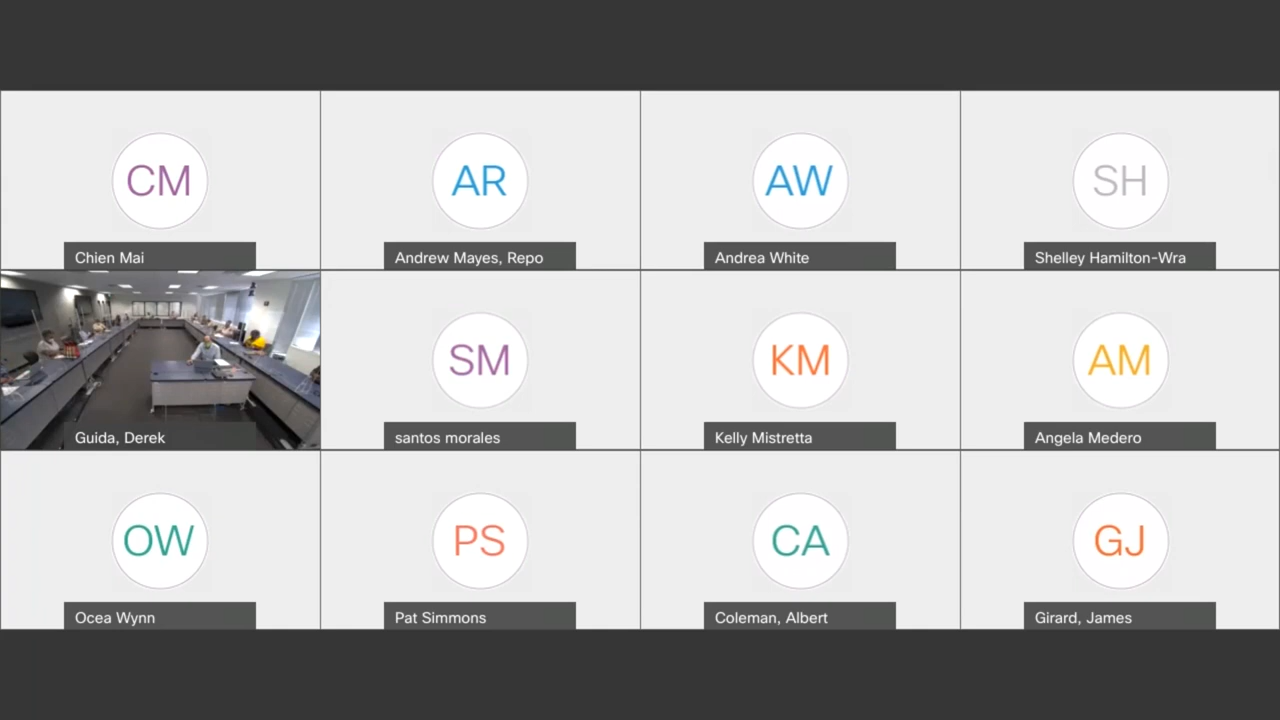 CM
AR
AW
SH
Chien Mai
Andrew Mayes, Repo
Andrea White
Shelley Hamilton-Wra
SM
KM
AM
Guida, Derek
santos morales
Kelly Mistretta
Angela Medero
OW
PS
CA
GJ
Ocea Wynn
Pat Simmons
Coleman, Albert
Girard, James